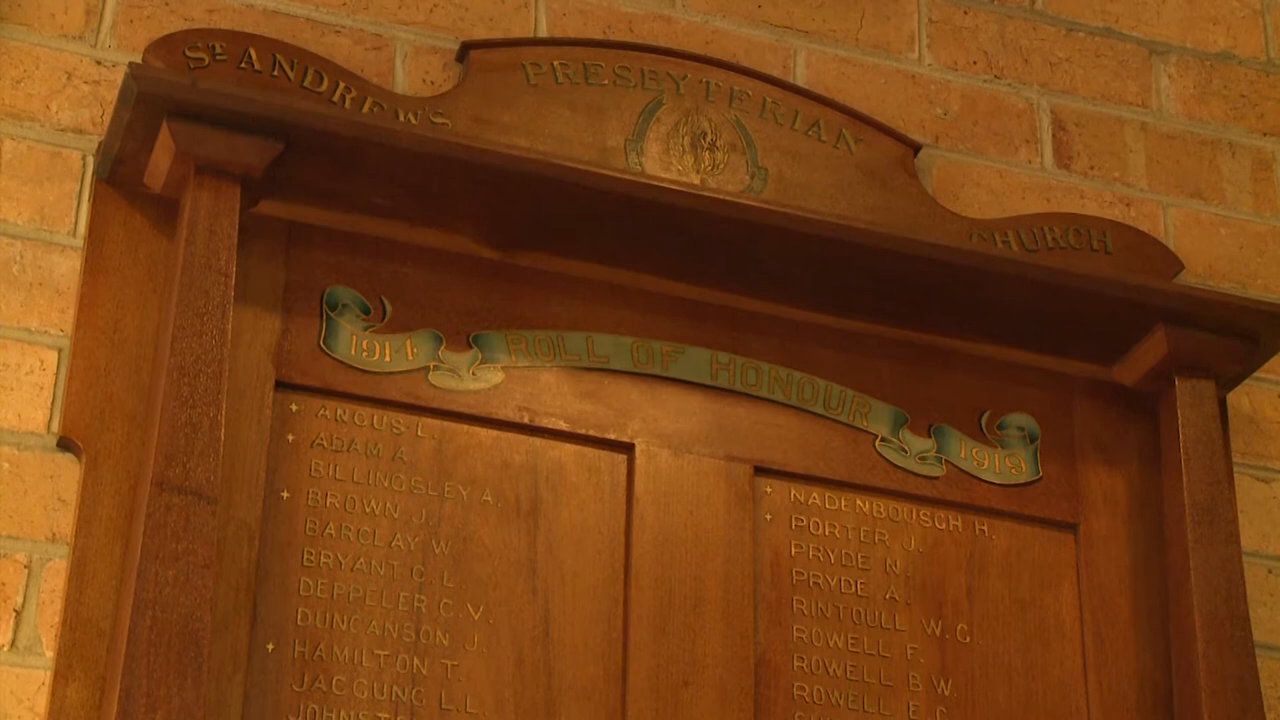 ST ANDREW'S PRESBYTERIAN CHURCH
1914 ROLL OF HONOUR 1919
+ ANGUS L.
+ ADAM A.
BILLINGSLEY A.
+ BROWN J.
BARCLAY W.
BRYANT C.L.
DEPPELER C.V.
DUNCANSON J.
+ HAMILTON T.
JACGUNG L.L.
+ NADENBOUSCH H.
+ PORTER J.
PRYDE N.
PRYDE A.
RINTOULL W.G.
ROWELL F.
ROWELL B W.
ROWELL E C